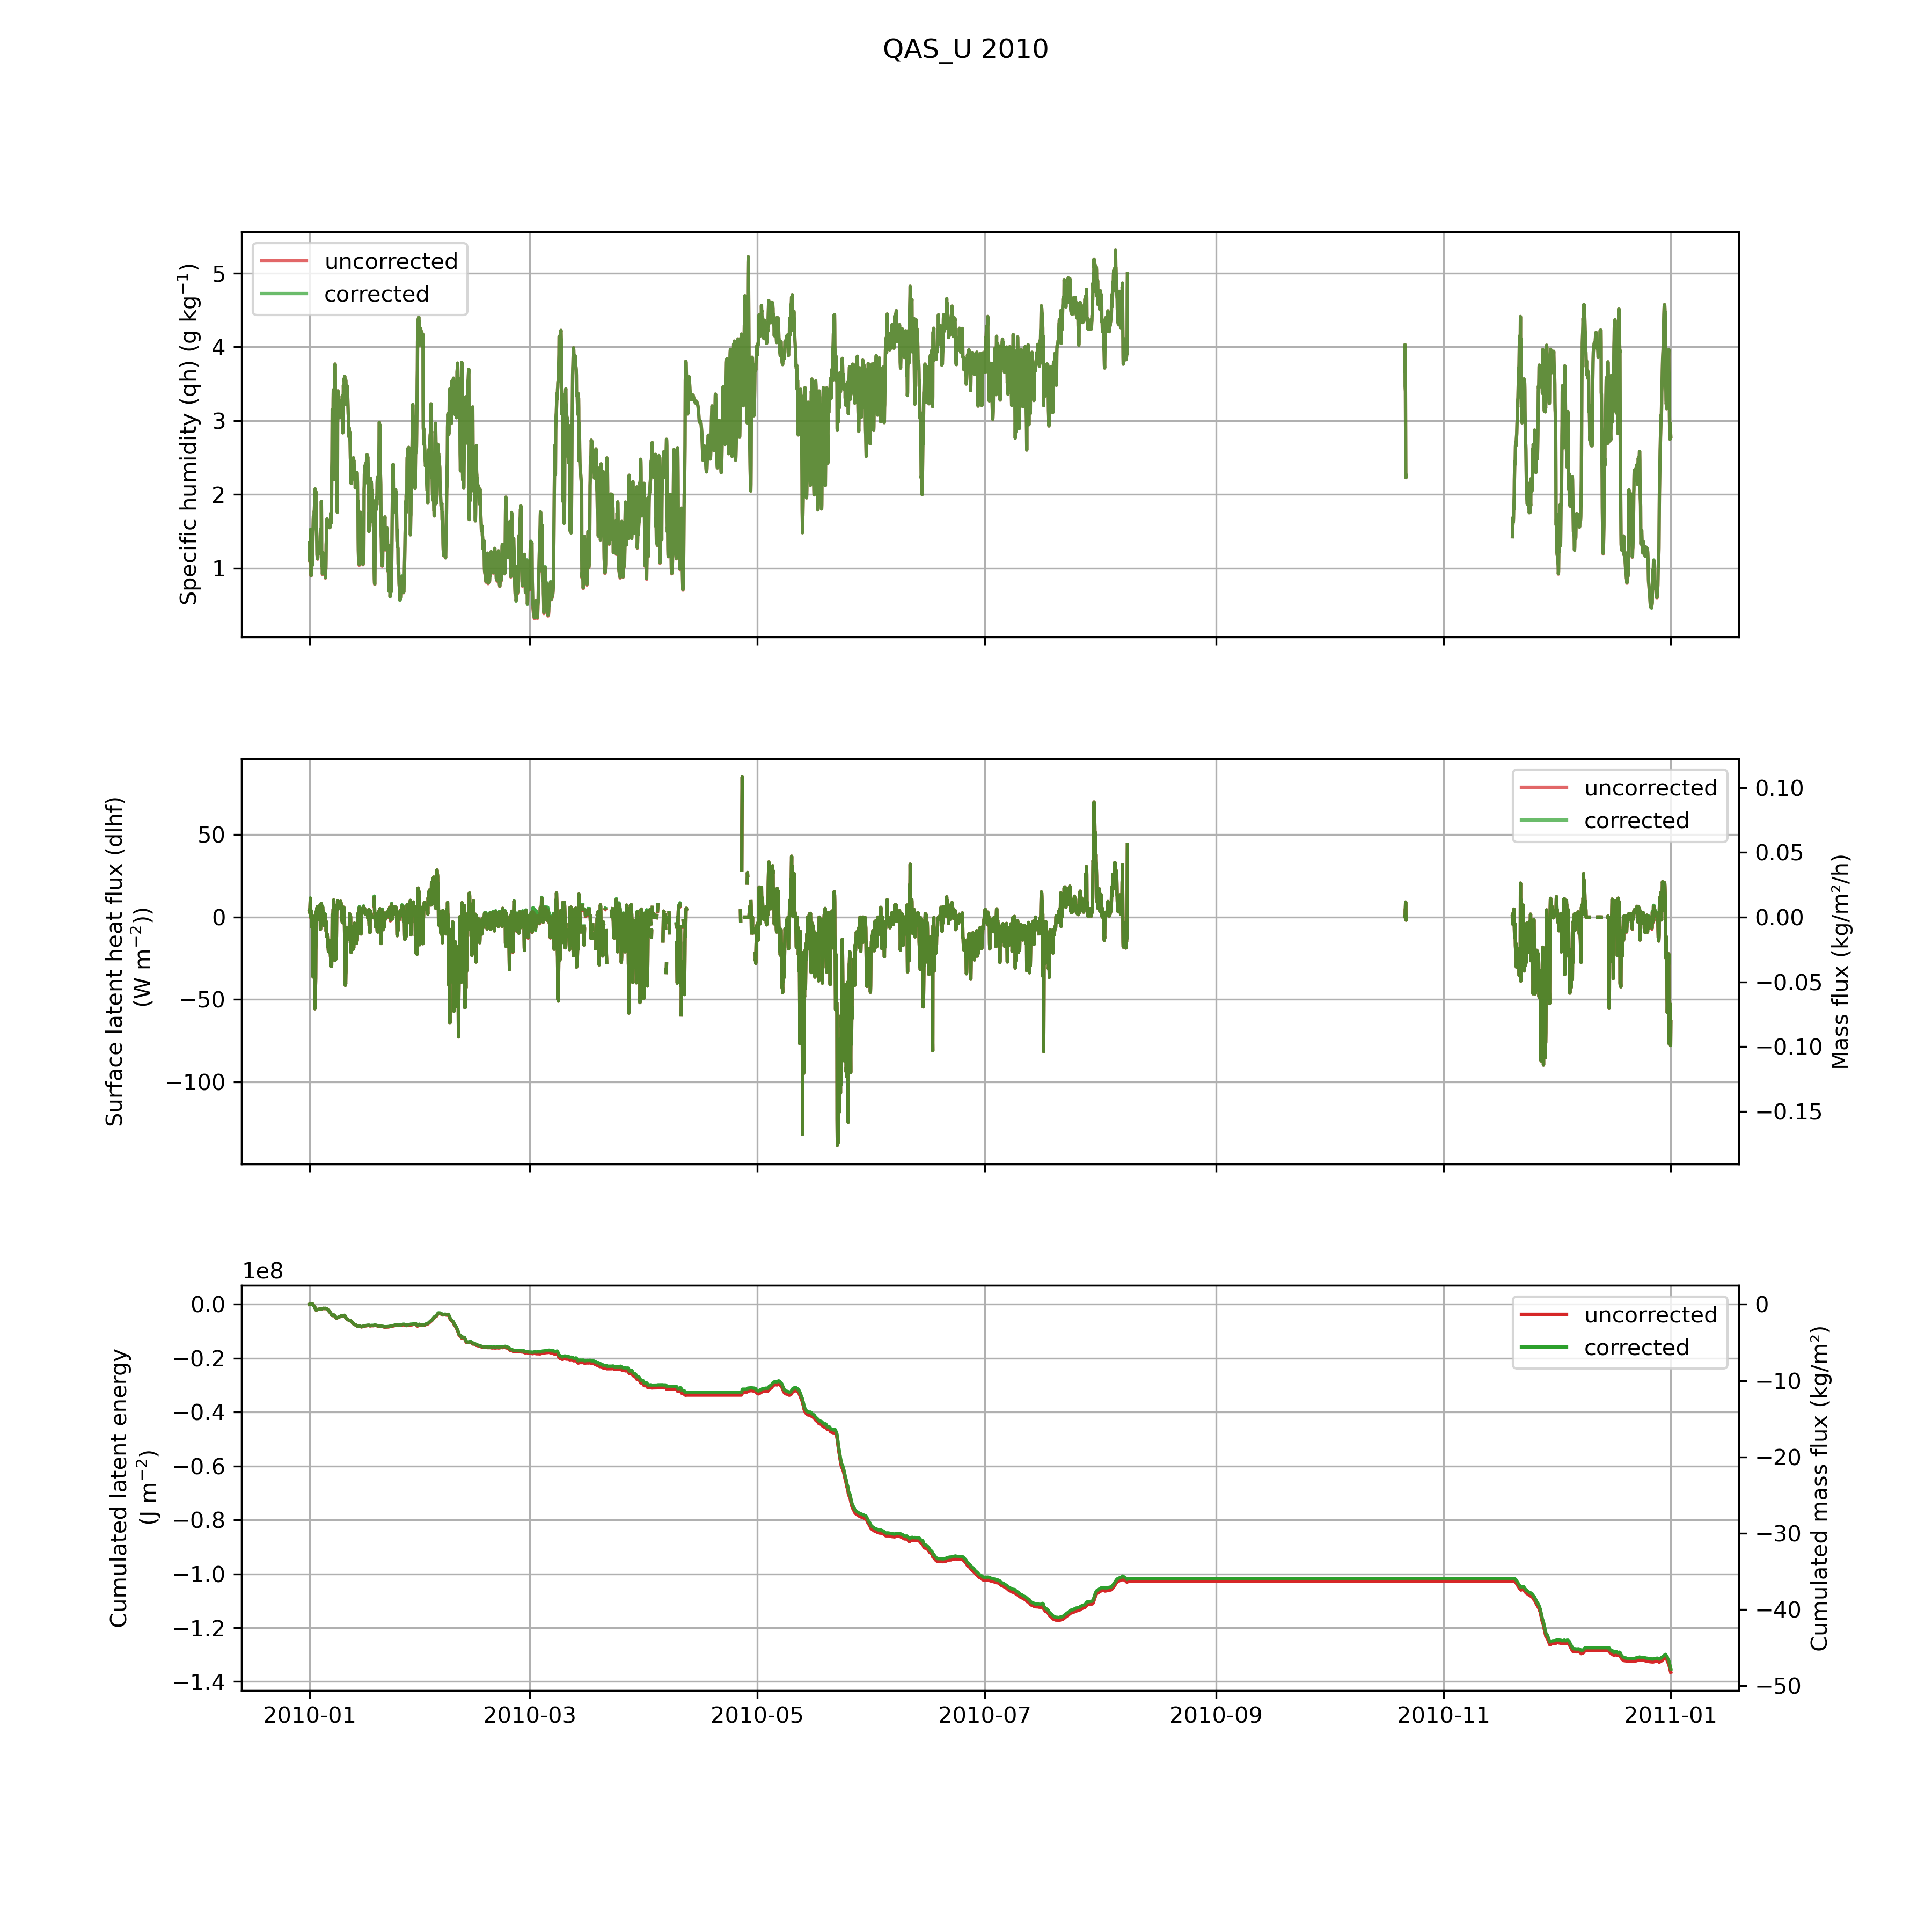 QAS_U 2010
Specific humidity (qh) (g kg⁻¹)
5
4
3
2
1
uncorrected
corrected
Surface latent heat flux (dlhf)
(W m⁻²))
50
0
−50
−100
uncorrected
corrected
0.10
0.05
0.00
−0.05
−0.10
−0.15
Mass flux (kg/m²/h)
1e8
Cumulated latent energy
(J m⁻²)
0.0
−0.2
−0.4
−0.6
−0.8
−1.0
−1.2
−1.4
uncorrected
corrected
0
−10
−20
−30
−40
−50
Cumulated mass flux (kg/m²)
2010-01
2010-03
2010-05
2010-07
2010-09
2010-11
2011-01